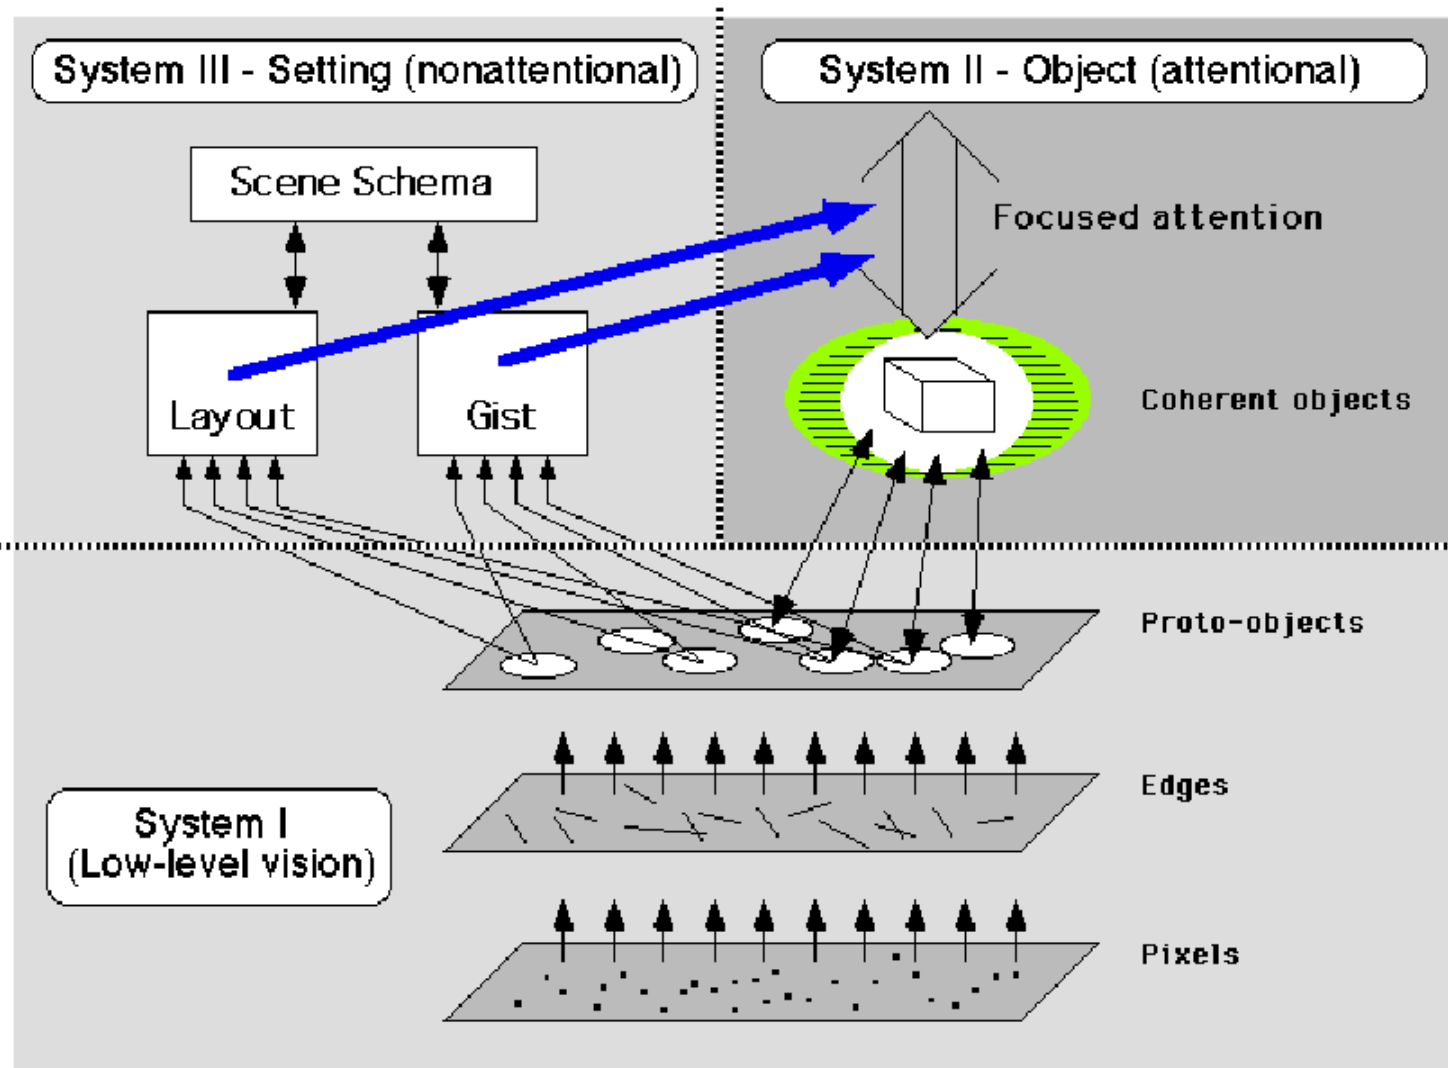 System III - Setting (nonattentional)
System II - Object (attentional)
Scene Schema
Focused attention
Layout
Gist
Coherent objects
Proto-objects
Edges
System I
(Low-level vision)
Pixels